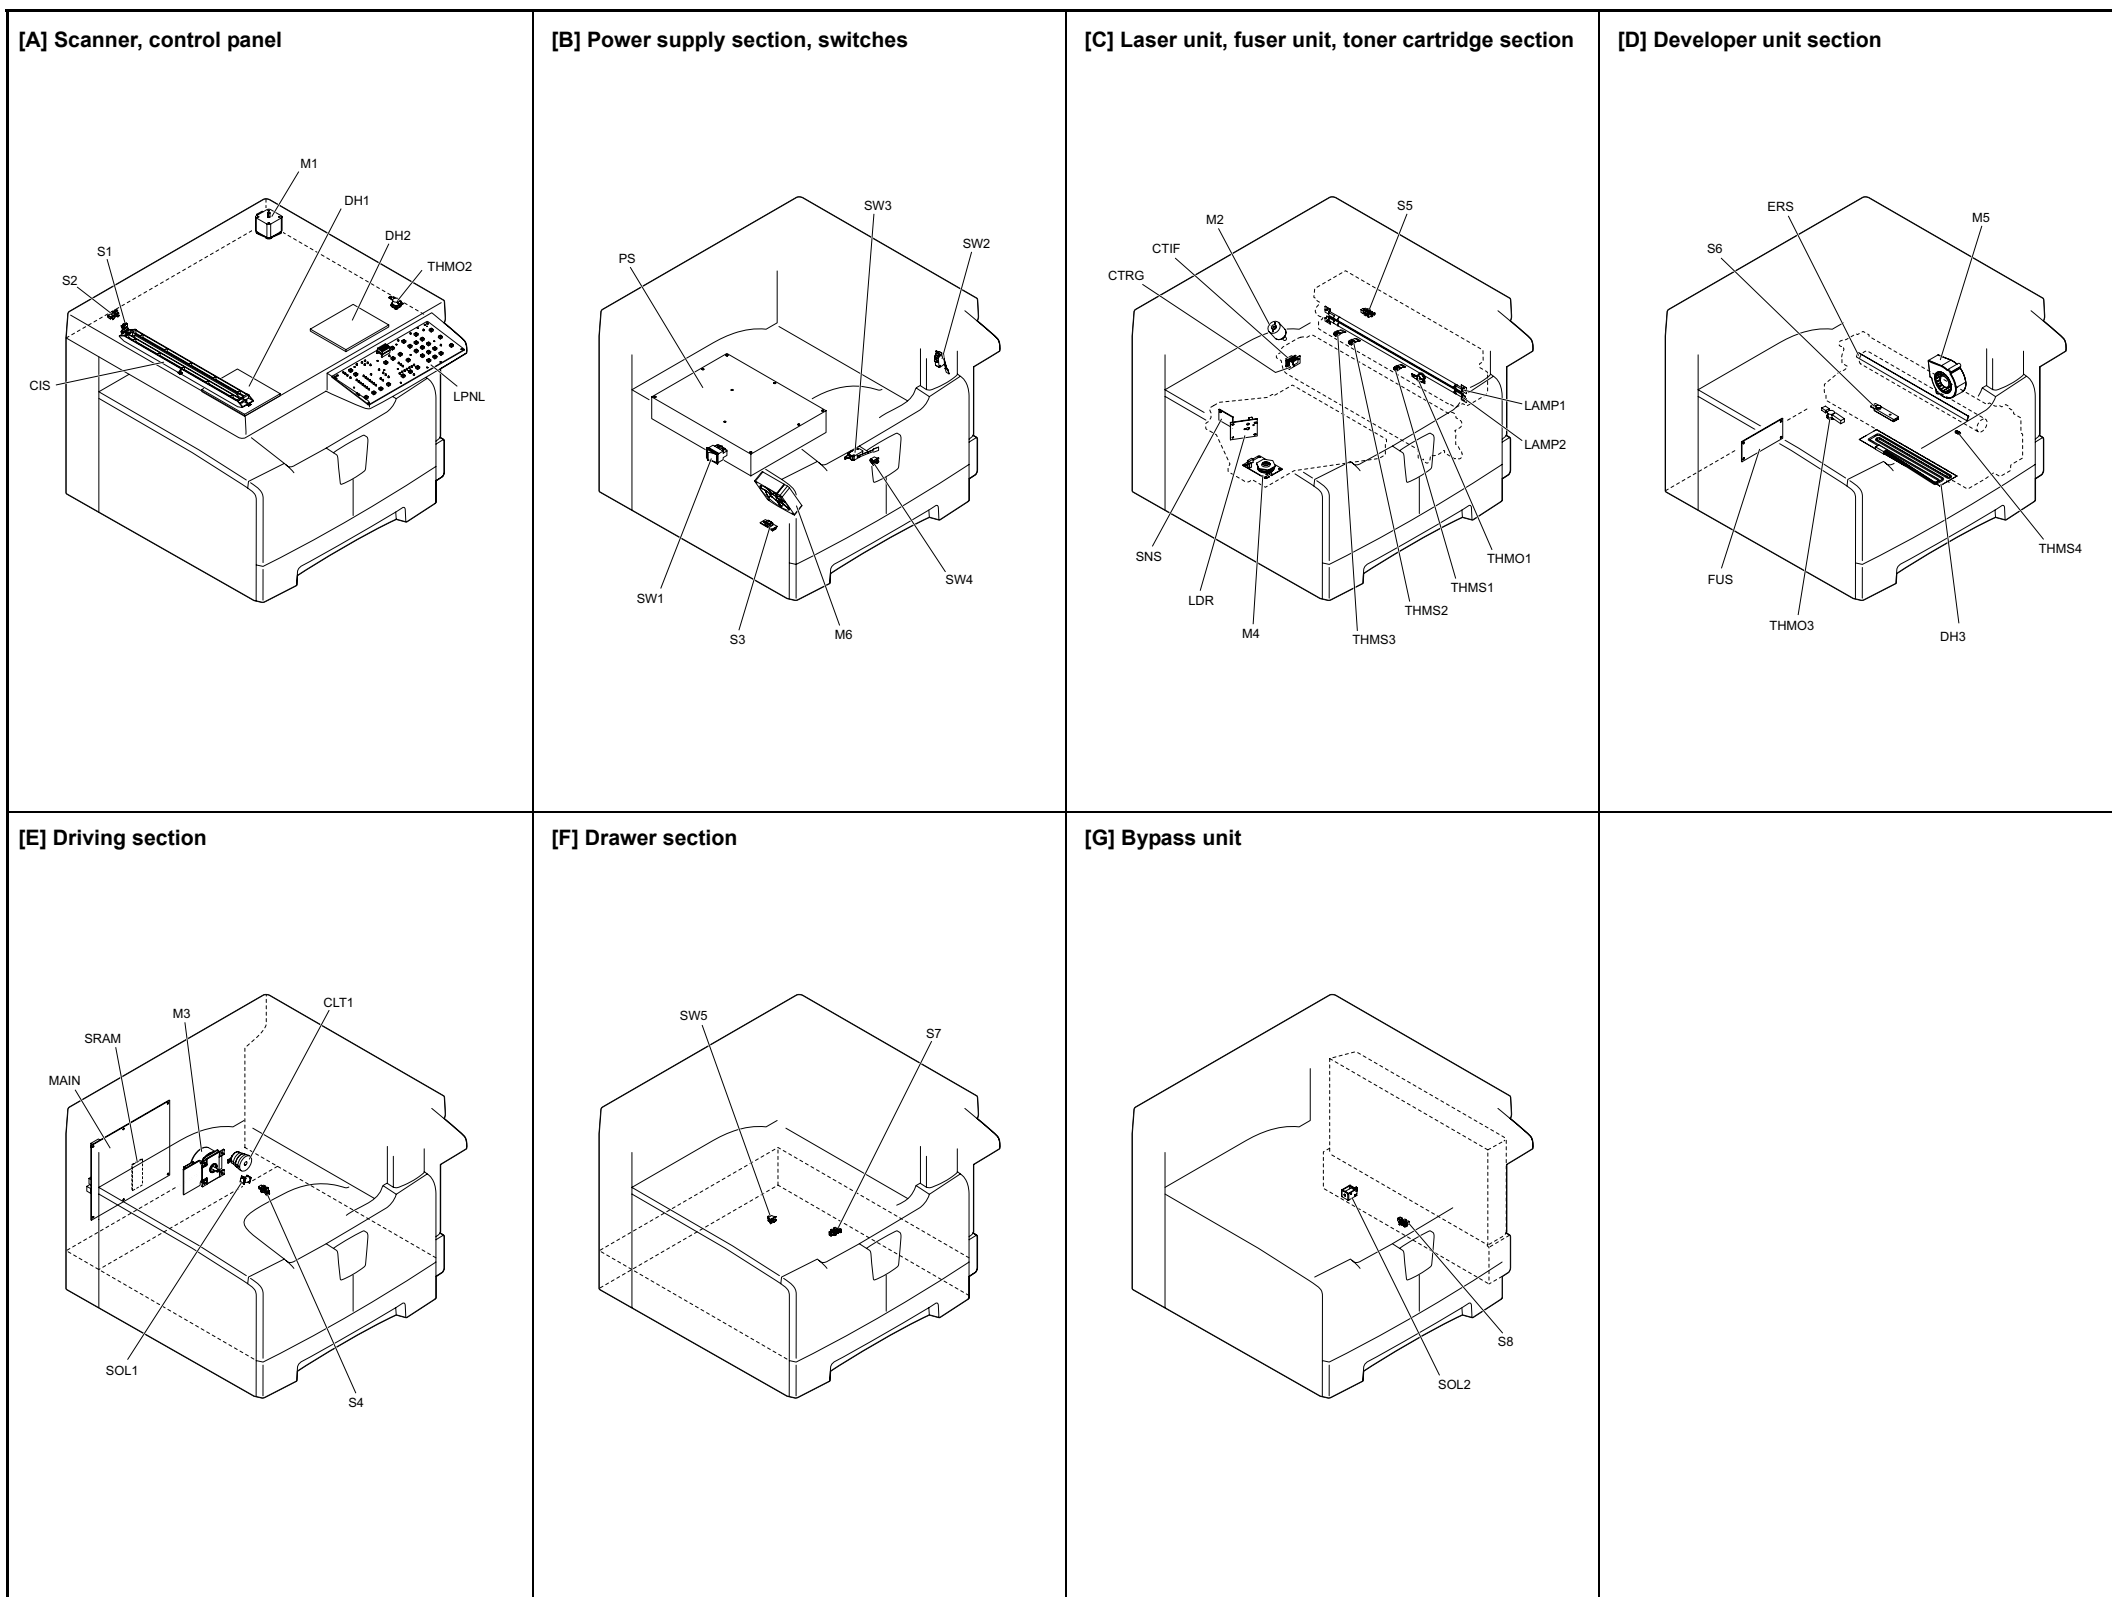 [A] Scanner, control panel
M1
DH1
DH2
S1
THMO2
S2
CIS
LPNL
[B] Power supply section, switches
SW3
SW2
PS
SW4
SW1
M6
S3
[C] Laser unit, fuser unit, toner cartridge section
S5
M2
CTIF
CTRG
LAMP1
LAMP2
SNS
THMO1
THMS1
LDR
THMS2
M4
THMS3
[D] Developer unit section
ERS
M5
S6
THMS4
FUS
THMO3
DH3
[E] Driving section
CLT1
M3
SRAM
MAIN
SOL1
S4
[F] Drawer section
SW5
S7
[G] Bypass unit
S8
SOL2